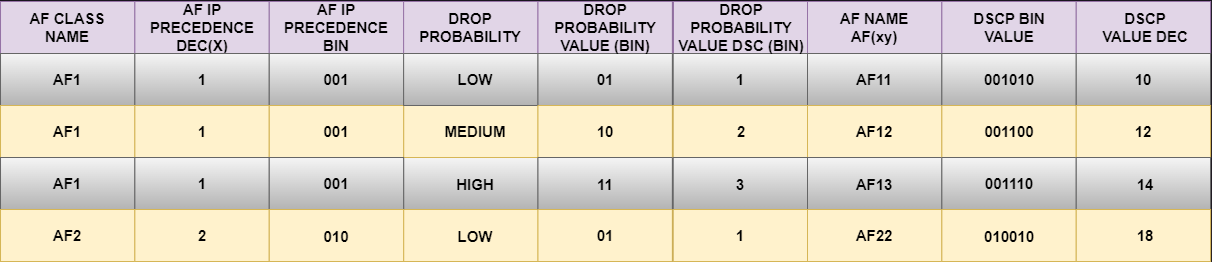 AF CLASS NAME | AF IP PRECEDENCE DEC(X) | AF IP PRECEDENCE BIN | DROP PROBABILITY | DROP PROBABILITY VALUE (BIN) | DROP PROBABILITY VALUE DSC (BIN) | AF NAME AF(xy) | DSCP BIN VALUE | DSCP VALUE DEC
AF1 | 1 | 001 | LOW | 01 | 1 | AF11 | 001010 | 10
AF1 | 1 | 001 | MEDIUM | 10 | 2 | AF12 | 001100 | 12
AF1 | 1 | 001 | HIGH | 11 | 3 | AF13 | 001110 | 14
AF2 | 2 | 010 | LOW | 01 | 1 | AF22 | 010010 | 18